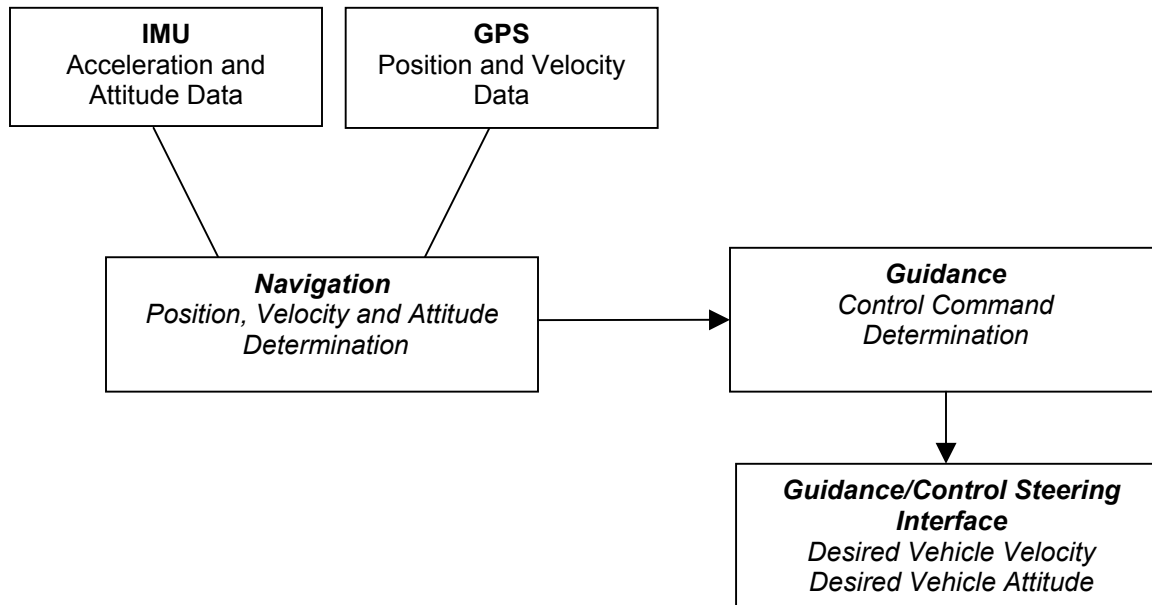 IMU
Acceleration and
Attitude Data
GPS
Position and Velocity
Data
Navigation
Position, Velocity and Attitude
Determination
Guidance
Control Command
Determination
Guidance/Control Steering
Interface
Desired Vehicle Velocity
Desired Vehicle Attitude